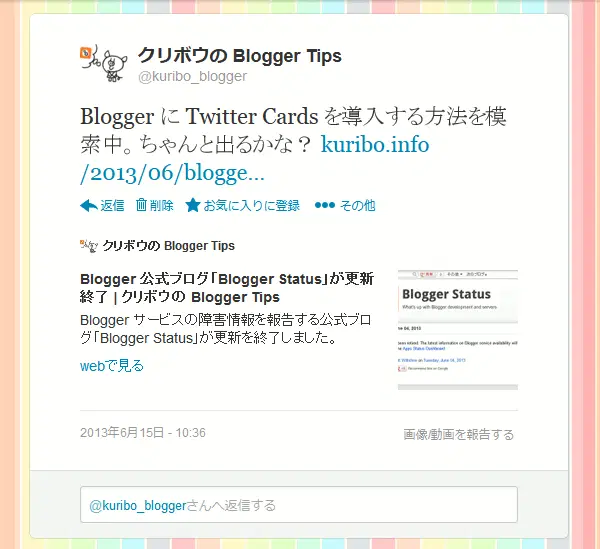 クリボウの Blogger Tips
@kuribo_blogger
Blogger に Twitter Cards を導入する方法を模
索中。ちゃんと出るかな？ kuribo.info
/2013/06/blogge...
返信 削除 お気に入りに登録 その他
クリボウの Blogger Tips
Blogger 公式ブログ「Blogger Status」が更新
終了 | クリボウの Blogger Tips
Blogger サービスの障害情報を報告する公式ブロ
グ「Blogger Status」が更新を終了しました。
webで見る
Blogger Status
What's up with Blogger development and servers
2013年6月15日 - 10:36
画像/動画を報告する
@kuribo_bloggerさんへ返信する